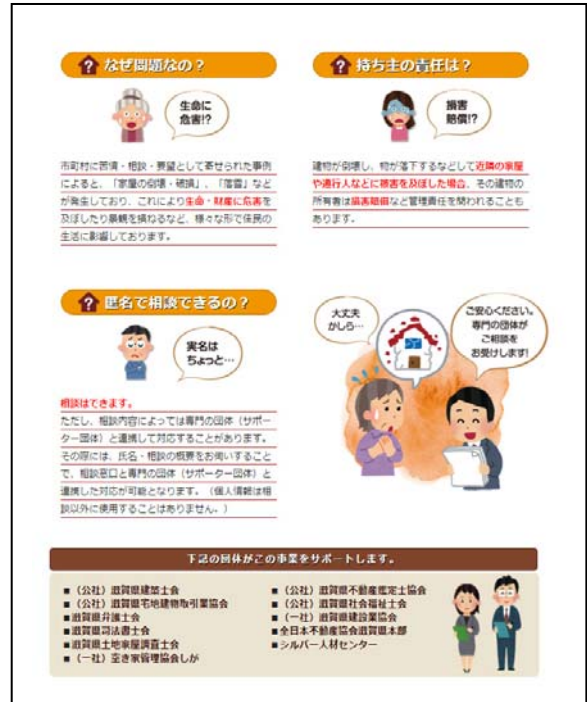 なぜ問題なの？
生命に
危害!?
市町村に苦情・相談・要望として寄せられた事例
によると、「家屋の倒壊・破損」、「落雪」など
が発生しており、これにより生命・財産に危害を
及ぼしたり景観を損ねるなど、様々な形で住民の
生活に影響しております。
持ち主の責任は？
損害
賠償!?
建物が倒壊し、物が落下するなどして近隣の家屋
や通行人などに被害を及ぼした場合、その建物の
所有者は損害賠償など管理責任を問われることも
あります。
匿名で相談できるの？
実名は
ちょっと…
相談はできます。
ただし、相談内容によっては専門の団体（サポー
ター団体）と連携して対応することがあります。
その際には、氏名・相談の概要をお伺いすること
で、相談窓口と専門の団体（サポーター団体）と
連携した対応が可能となります。（個人情報は相
談以外に使用することはありません。）
大丈夫
かしら…
ご安心ください。
専門の団体が
ご相談を
お受けします!
下記の団体がこの事業をサポートします。
■（公社）滋賀県建築士会
■（公社）滋賀県宅地建物取引業協会
■滋賀県弁護士会
■滋賀県司法書士会
■滋賀県土地家屋調査士会
■（一社）空き家管理協会しが
■（公社）滋賀県不動産鑑定士協会
■（公社）滋賀県社会福祉士会
■（一社）滋賀県建設業協会
■全日本不動産協会滋賀県本部
■シルバー人材センター